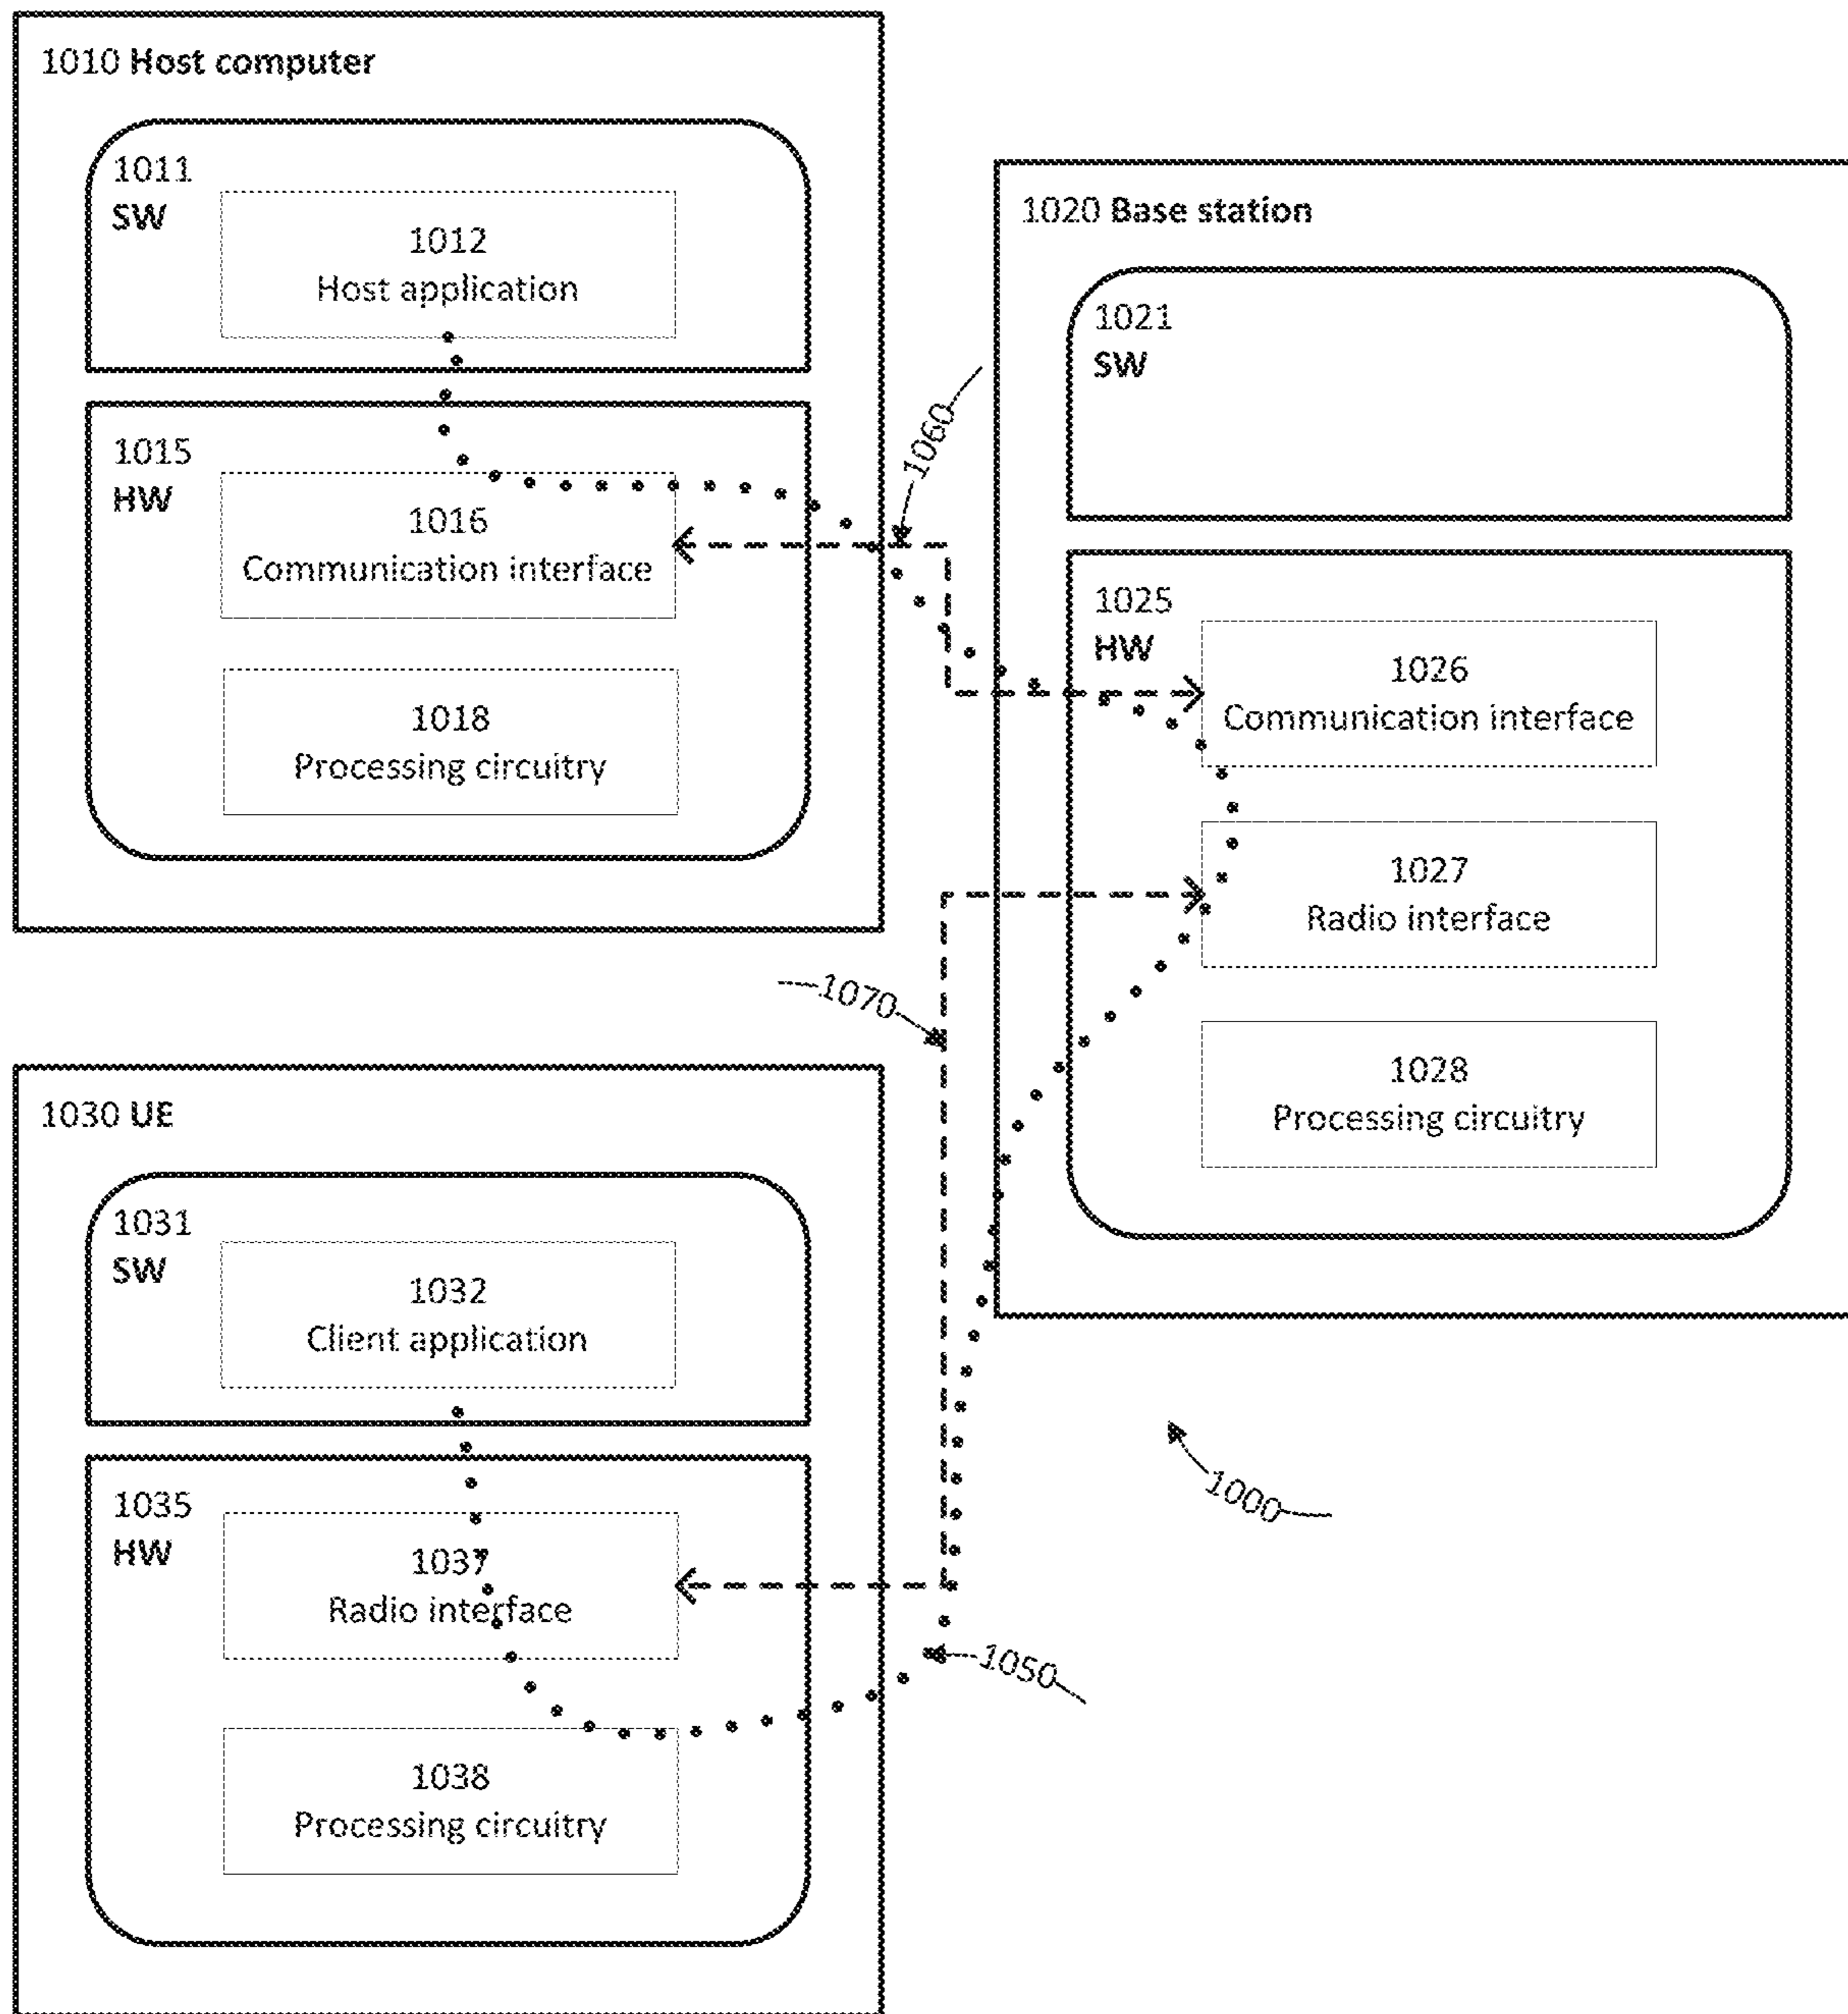 1010 Host computer
1011
SW
1012
Host application
1015
HW
1016
Communication interface
1018
Processing circuitry
1060
1020 Base station
1021
SW
1025
HW
1026
Communication interface
1027
Radio interface
1028
Processing circuitry
1070
1030 UE
1031
SW
1032
Client application
1035
HW
1037
Radio interface
1038
Processing circuitry
1050
1000